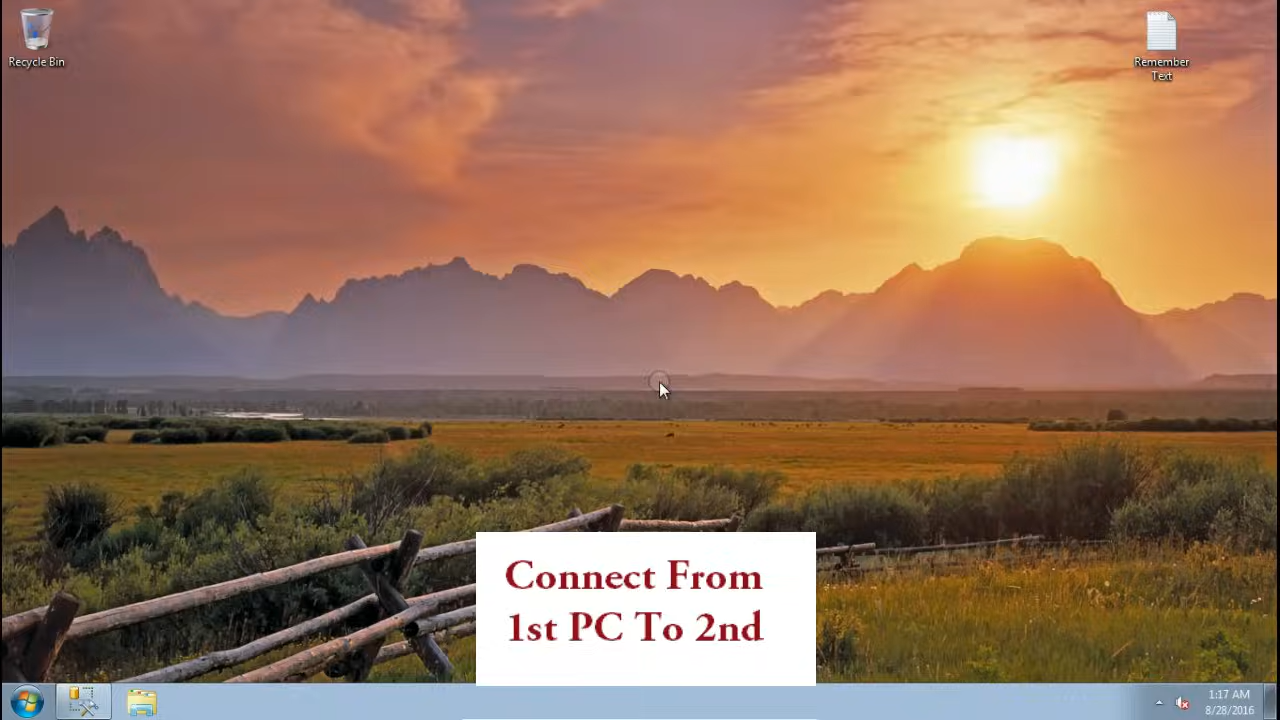 Recycle Bin
Remember
Text
Connect From
1st PC To 2nd
1:17 AM
8/28/2016